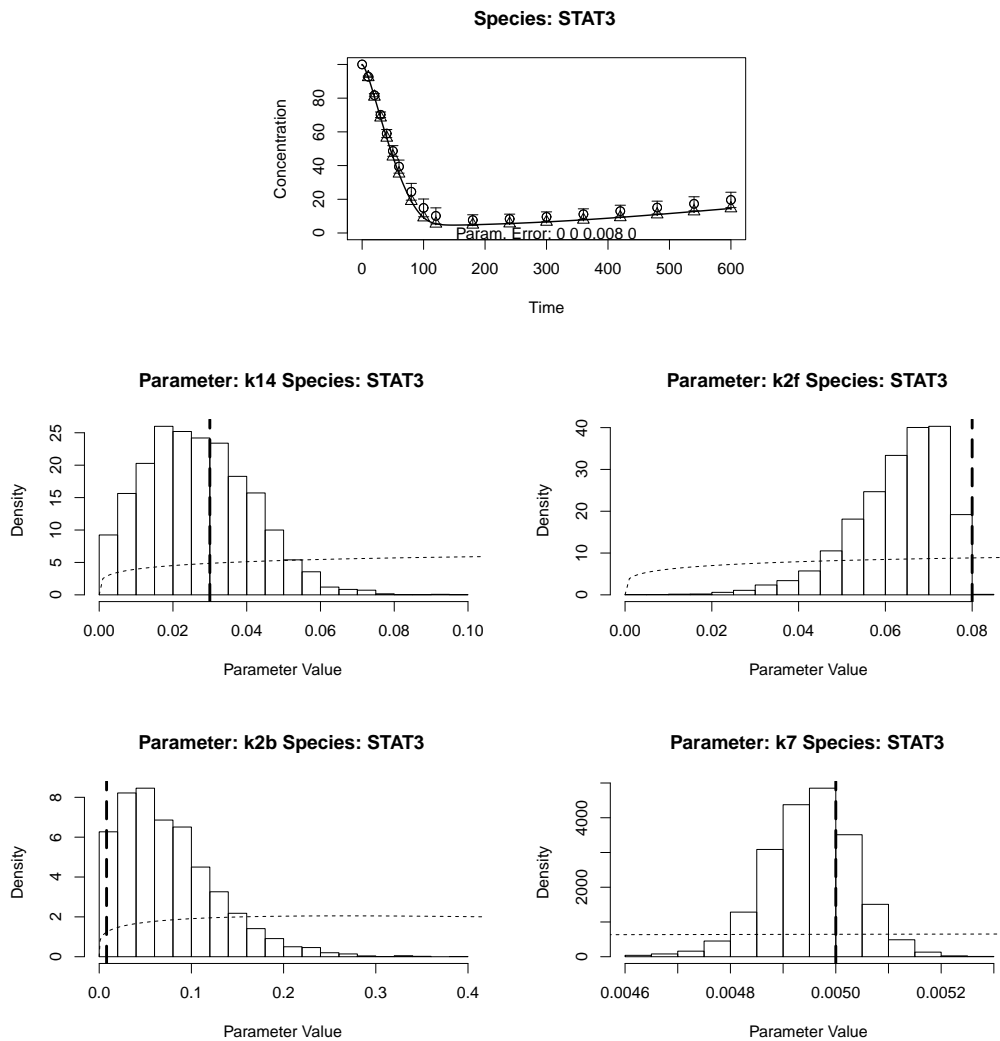 Species: STAT3
Concentration
0 20 40 60 80
Param. Error: 0 0 0.008 0
0 100 200 300 400 500 600
Time
Parameter: k14 Species: STAT3
Density
0 5 10 15 20 25
0.00 0.02 0.04 0.06 0.08 0.10
Parameter Value
Parameter: k2f Species: STAT3
Density
0 10 20 30 40
0.00 0.02 0.04 0.06 0.08
Parameter Value
Parameter: k2b Species: STAT3
Density
0 2 4 6 8
0.0 0.1 0.2 0.3 0.4
Parameter Value
Parameter: k7 Species: STAT3
Density
0 2000 4000
0.0046 0.0048 0.0050 0.0052
Parameter Value